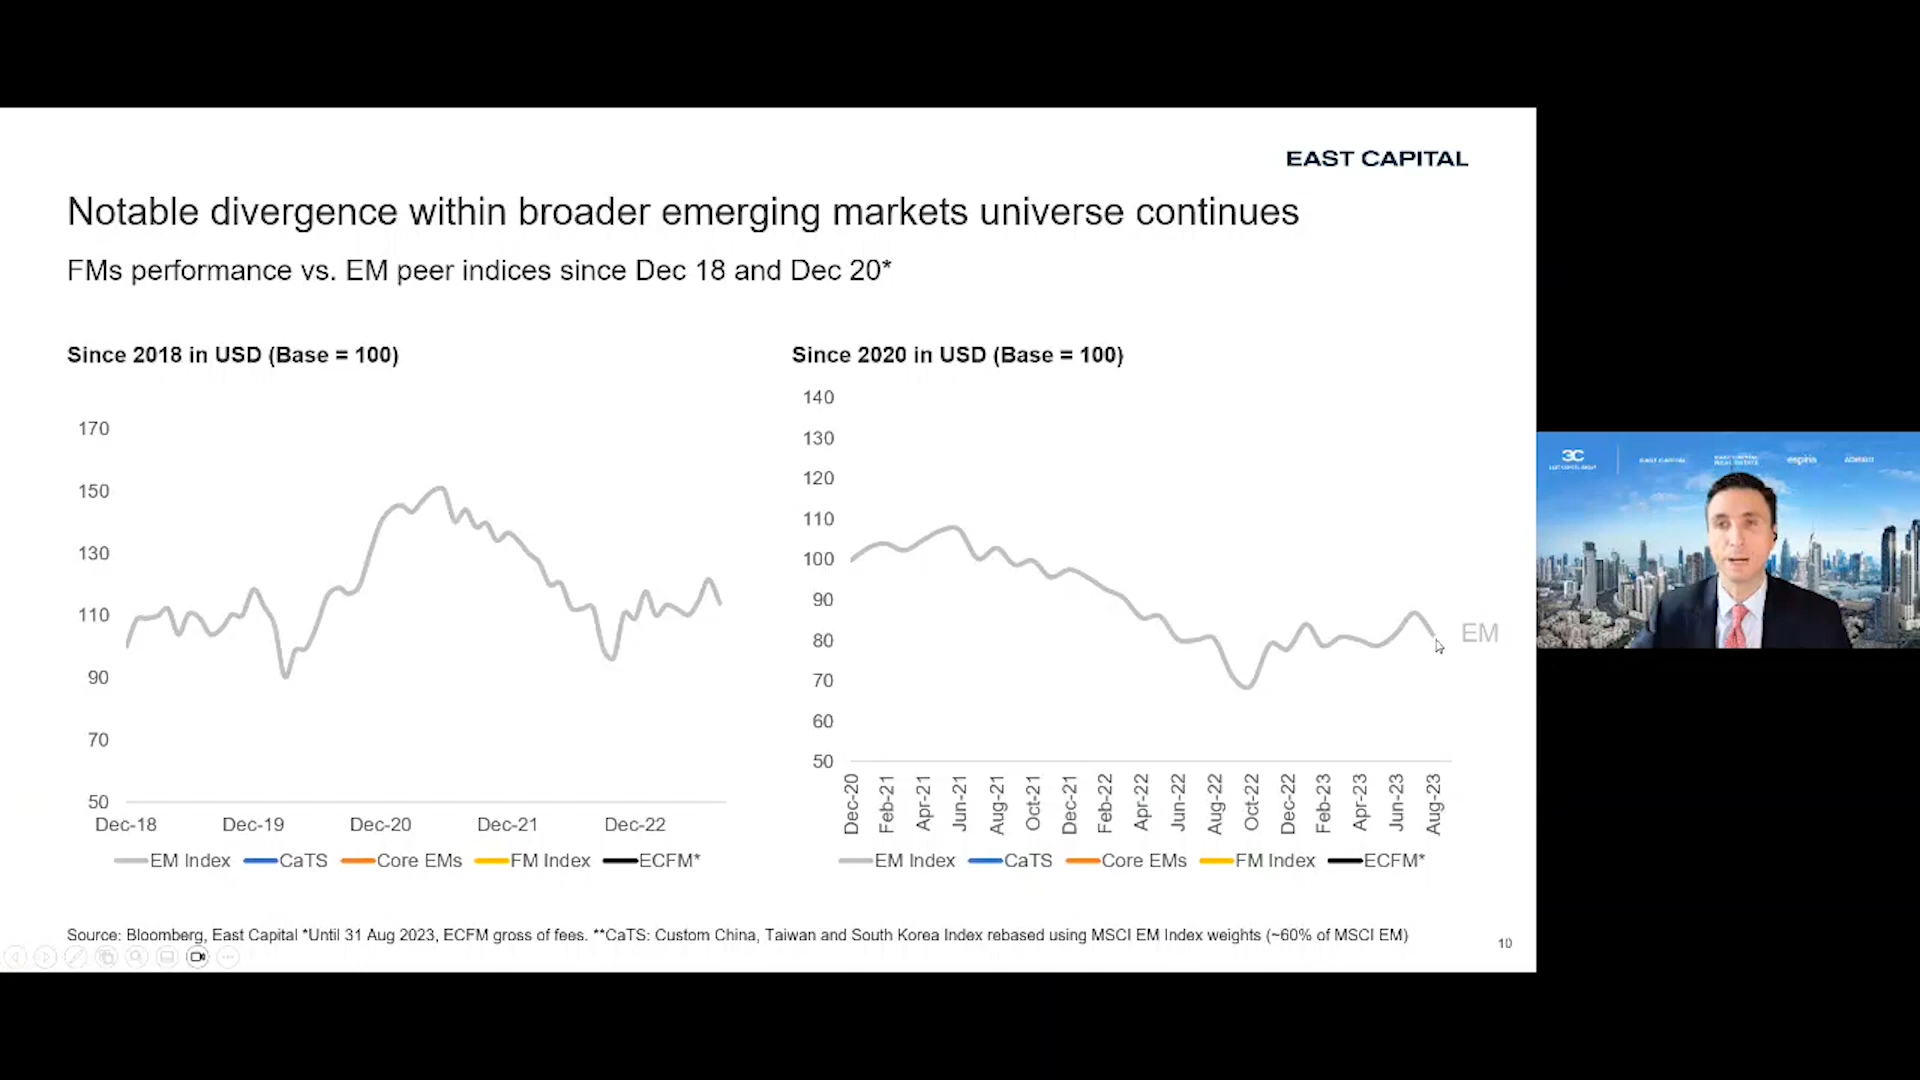 EAST CAPITAL
Notable divergence within broader emerging markets universe continues
FMs performance vs. EM peer indices since Dec 18 and Dec 20*
Since 2018 in USD (Base = 100)
170
150
130
110
90
70
50
Dec-18 Dec-19 Dec-20 Dec-21 Dec-22
EM Index CaTS Core EMs FM Index ECFM*
Since 2020 in USD (Base = 100)
140
130
120
110
100
90
80
70
60
50
EM
Dec-20 Feb-21 Apr-21 Jun-21 Aug-21 Oct-21 Dec-21 Feb-22 Apr-22 Jun-22 Aug-22 Oct-22 Dec-22 Feb-23 Apr-23 Jun-23 Aug-23
EM Index CaTS Core EMs FM Index ECFM*
Source: Bloomberg, East Capital *Until 31 Aug 2023, ECFM gross of fees. **CaTS: Custom China, Taiwan and South Korea Index rebased using MSCI EM Index weights (~60% of MSCI EM)
10
EAST CAPITAL
espiria